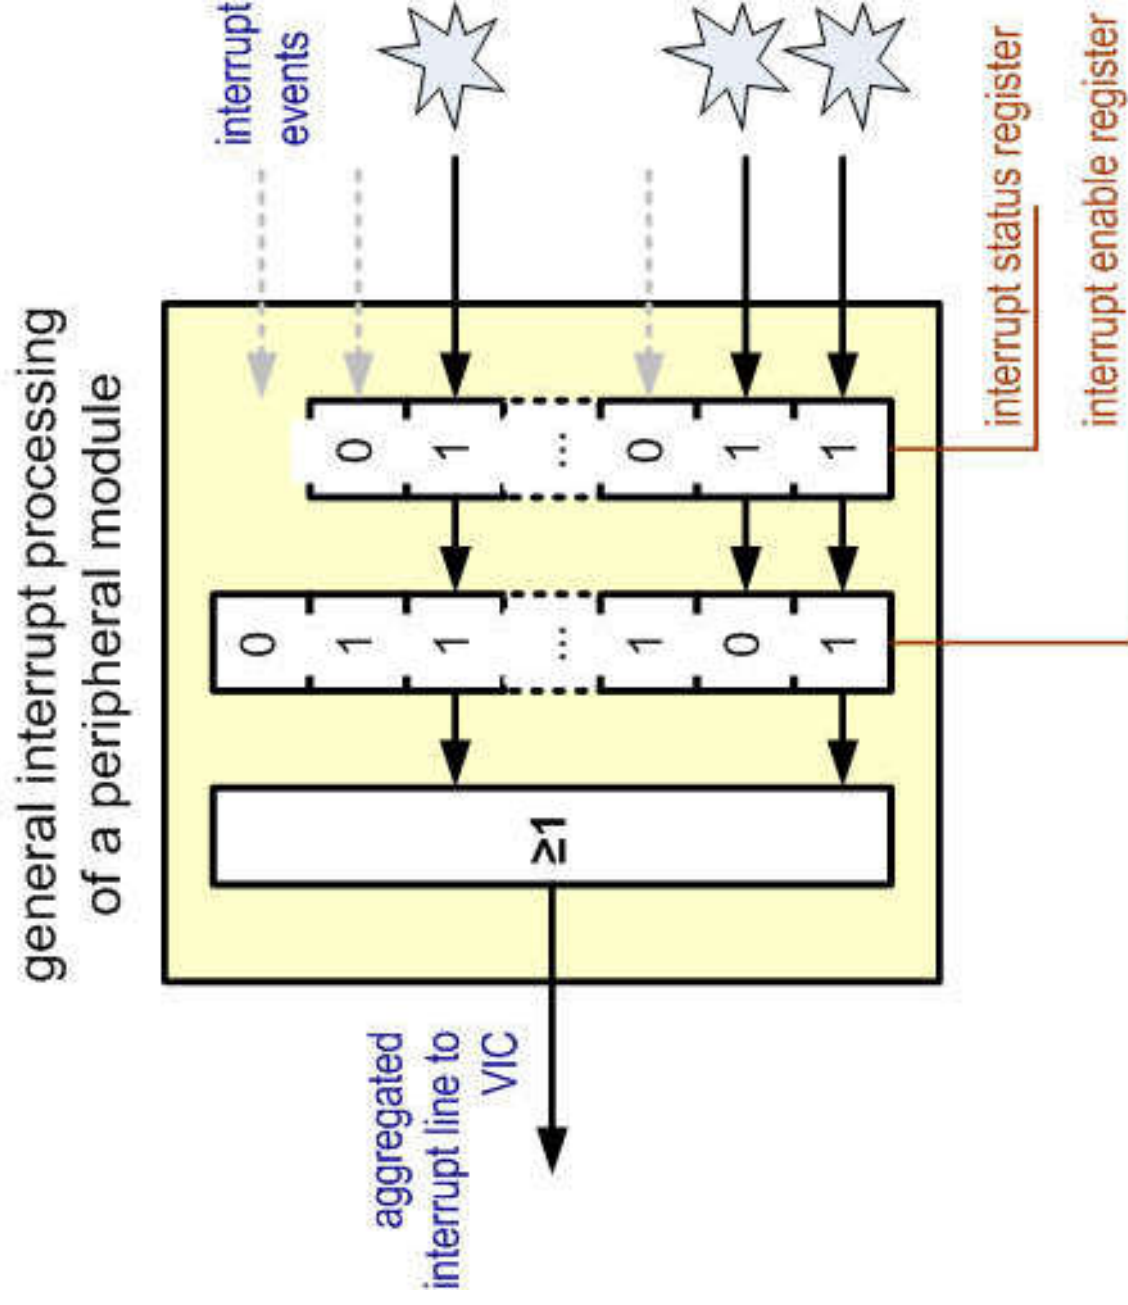 general interrupt processing
of a peripheral module
interrupt
events
aggregated
interrupt line to
VIC
≥1
0
1 0
1 1
... ...
1 0
0 1
1 1
interrupt status register
interrupt enable register